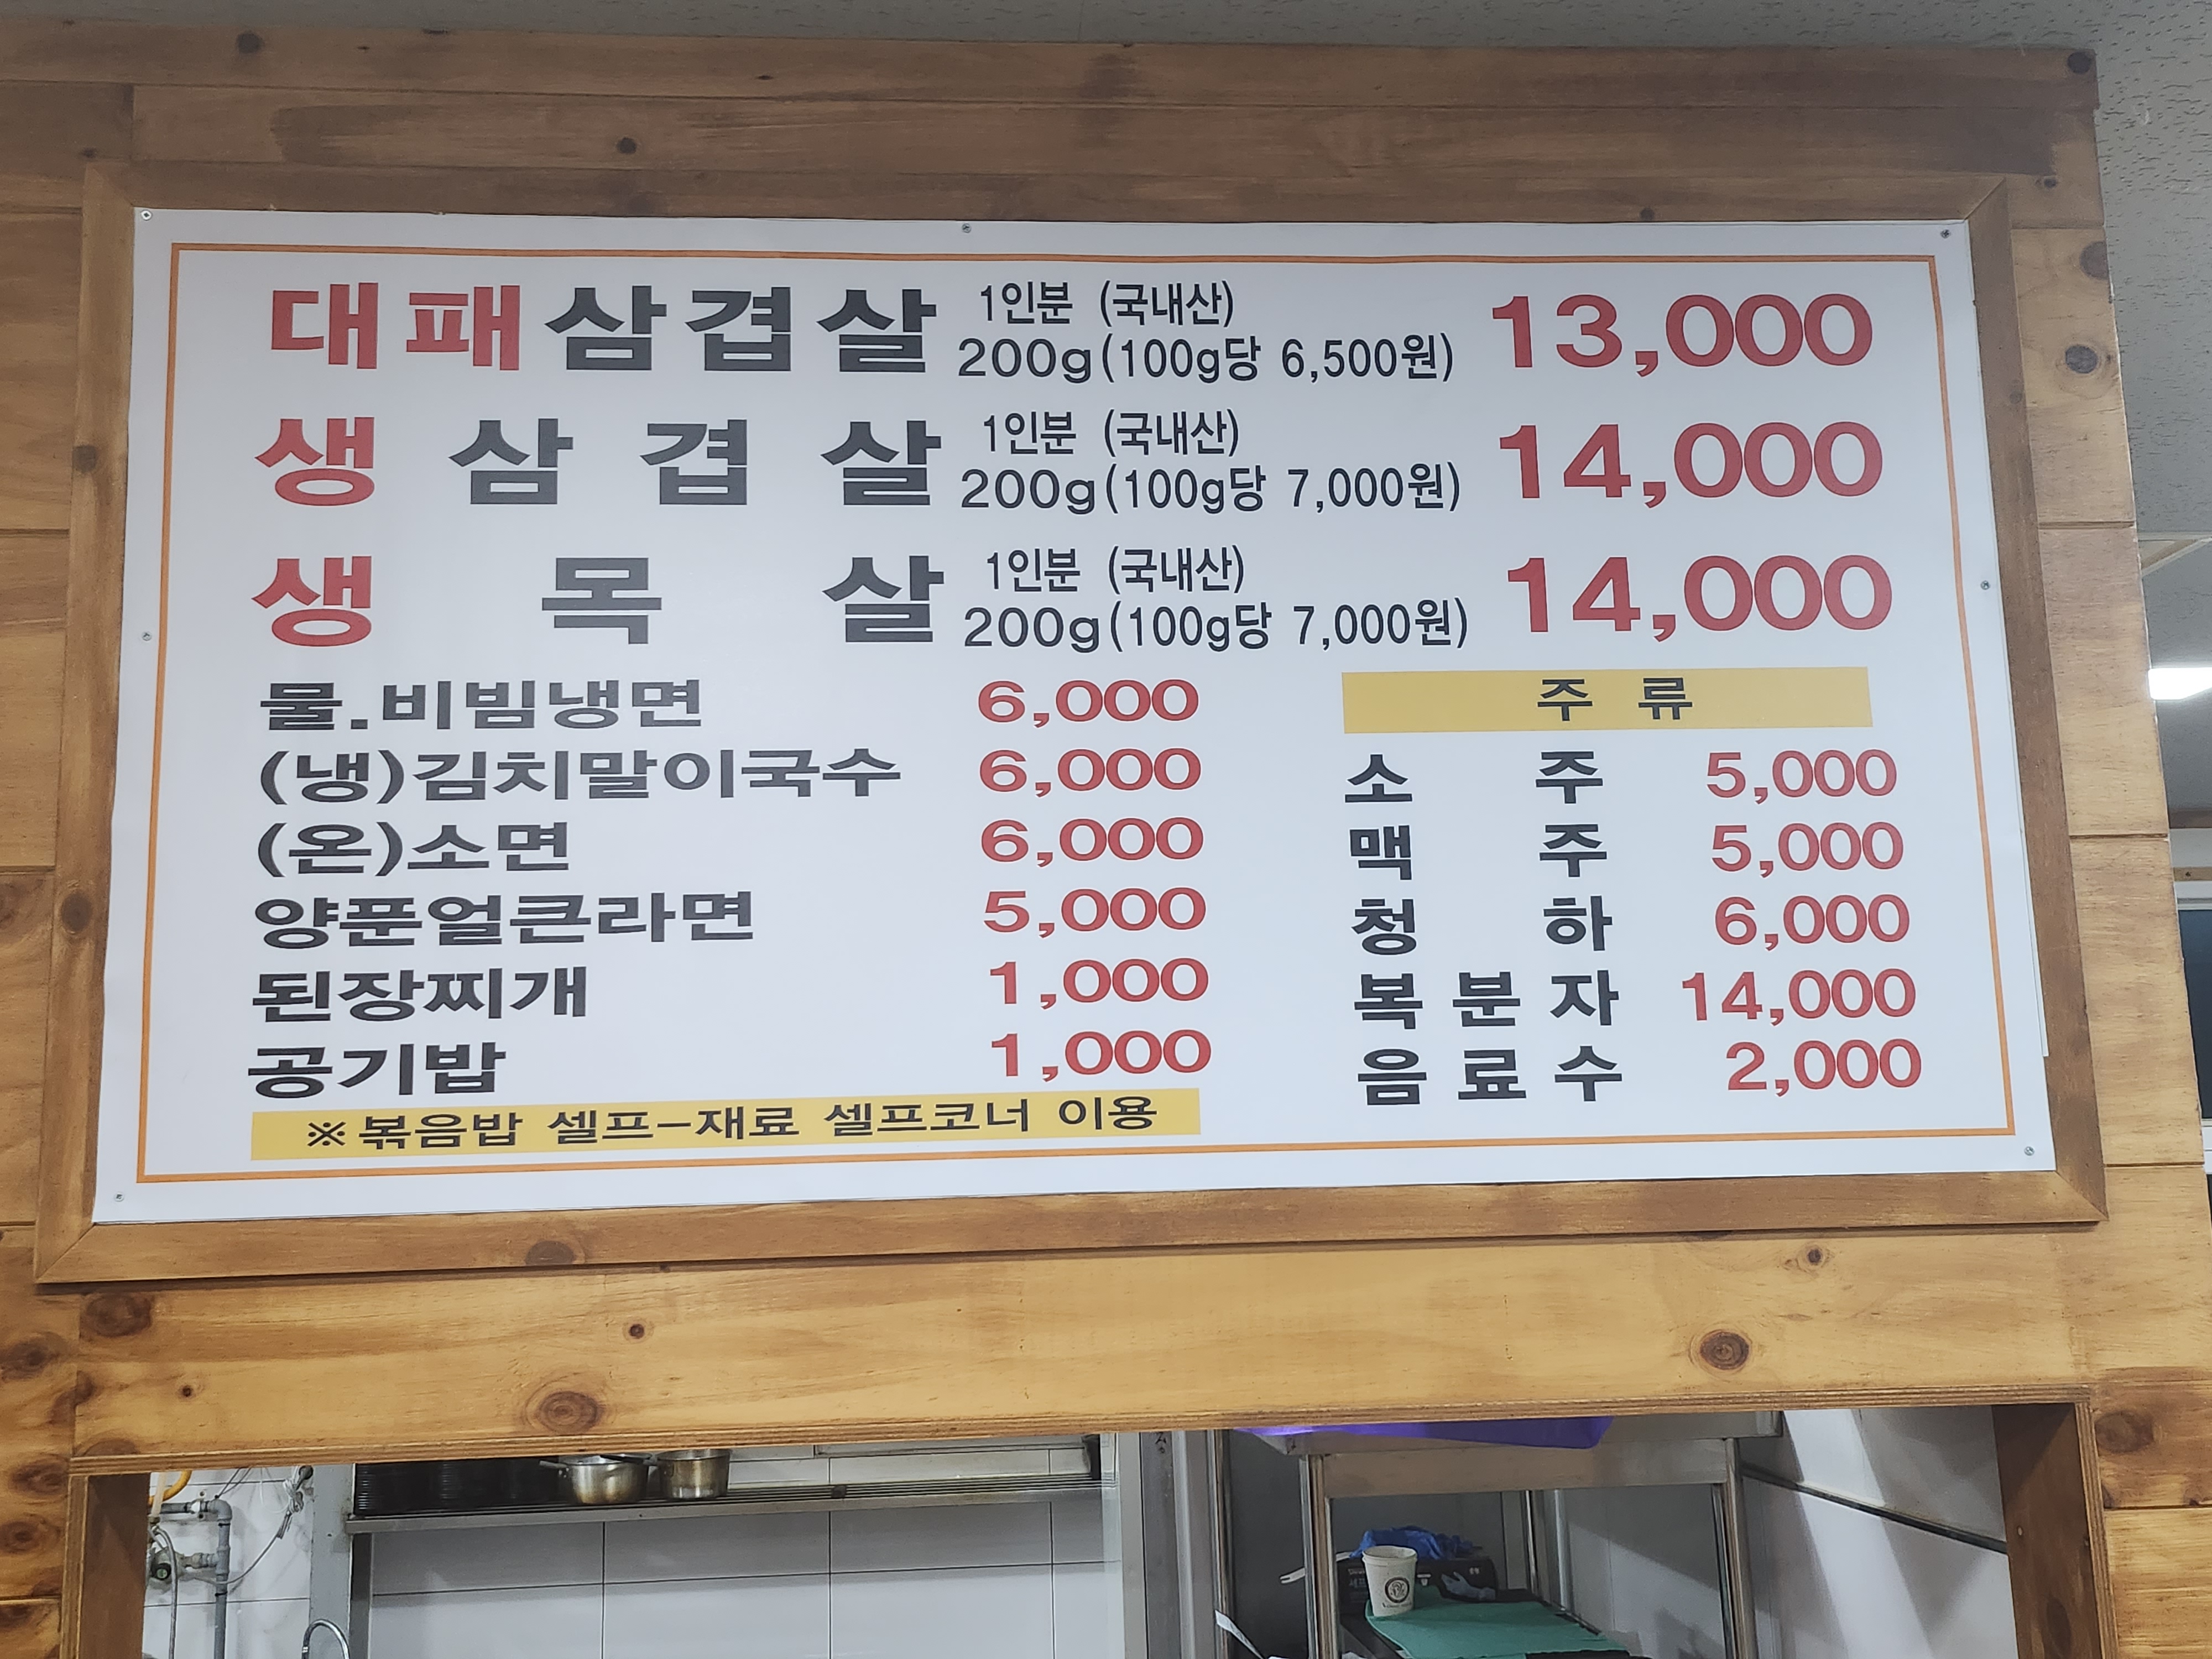 대패삼겹살 1인분 (국내산) 200g(100g당 6,500원) 13,000
생삼겹살 1인분 (국내산) 200g(100g당 7,000원) 14,000
생목살 1인분 (국내산) 200g(100g당 7,000원) 14,000
물.비빔냉면 6,000
(냉)김치말이국수 6,000
(온)소면 6,000
양푼얼큰라면 5,000
된장찌개 1,000
공기밥 1,000
※볶음밥 셀프-재료 셀프코너 이용
주류
소주 5,000
맥주 5,000
청하 6,000
복분자 14,000
음료수 2,000